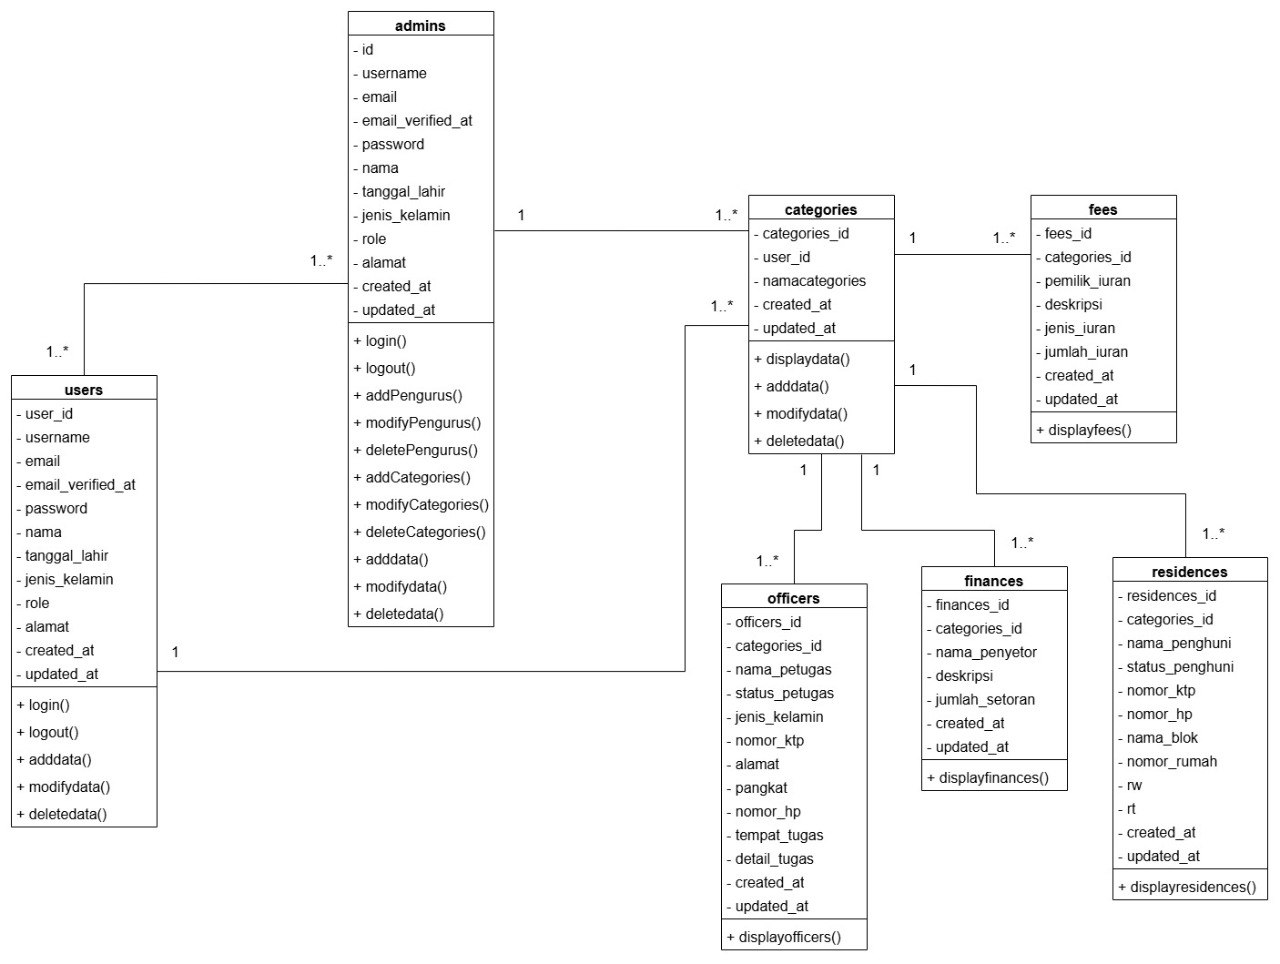 admins
- id
- username
- email
- email_verified_at
- password
- nama
- tanggal_lahir
- jenis_kelamin
- role
- alamat
- created_at
- updated_at
+ login()
+ logout()
+ addPengurus()
+ modifyPengurus()
+ deletePengurus()
+ addCategories()
+ modifyCategories()
+ deleteCategories()
+ adddata()
+ modifydata()
+ deletedata()
1..*
1..*
users
- user_id
- username
- email
- email_verified_at
- password
- nama
- tanggal_lahir
- jenis_kelamin
- role
- alamat
- created_at
- updated_at
+ login()
+ logout()
+ adddata()
+ modifydata()
+ deletedata()
1
1..*
1
1..*
categories
- categories_id
- user_id
- namacategories
- created_at
- updated_at
+ displaydata()
+ adddata()
+ modifydata()
+ deletedata()
1
1..*
fees
- fees_id
- categories_id
- pemilik_iuran
- deskripsi
- jenis_iuran
- jumlah_iuran
- created_at
- updated_at
+ displayfees()
1
1
1
1..*
1..*
1..*
officers
- officers_id
- categories_id
- nama_petugas
- status_petugas
- jenis_kelamin
- nomor_ktp
- alamat
- pangkat
- nomor_hp
- tempat_tugas
- detail_tugas
- created_at
- updated_at
+ displayofficers()
finances
- finances_id
- categories_id
- nama_penyetor
- deskripsi
- jumlah_setoran
- created_at
- updated_at
+ displayfinances()
residences
- residences_id
- categories_id
- nama_penghuni
- status_penghuni
- nomor_ktp
- nomor_hp
- nama_blok
- nomor_rumah
- rw
- rt
- created_at
- updated_at
+ displayresidences()